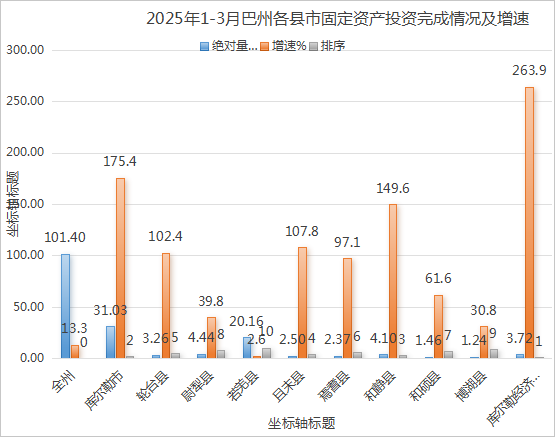 2025年1-3月巴州各县市固定资产投资完成情况及增速
绝对量... 增速% 排序
300.00
250.00
200.00
150.00
100.00
50.00
0.00
坐标轴标题
101.40 13.3 0
31.03 175.4 2
3.26 102.4 5
4.44 39.8 8
20.16 2.6 10
2.50 107.8 4
2.37 97.1 6
4.10 149.6 3
1.46 61.6 7
1.24 30.8 9
3.72 263.9 1
全州
库尔勒市
轮台县
尉犁县
若羌县
且末县
焉耆县
和静县
和硕县
博湖县
库尔勒经济...
坐标轴标题